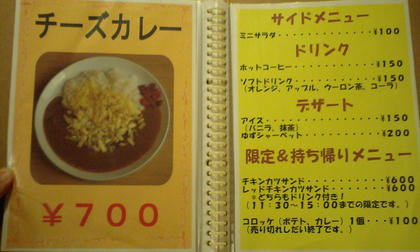 チーズカレー
¥700
サイドメニュー
ミニサラダ・・・・・・・・・・・・¥100
ドリンク
ホットコーヒー・・・・・・・・・¥150
ソフトドリンク・・・・・・・・・¥150
(オレンジ、アップル、ウーロン茶、コーラ)
デザート
アイス・・・・・・・・・・・・・・¥150
(バニラ、抹茶)
ゆずシャーベット・・・・・・・・¥200
限定&持ち帰りメニュー
チキンカツサンド・・・・・・・・¥600
レッドチキンカツサンド・・・・・¥600
※どちらもドリンク付き!
(11:30~15:00までの限定です。)
コロッケ(ポテト、カレー)1個・・・¥100
(売り切れしだい終了です。)